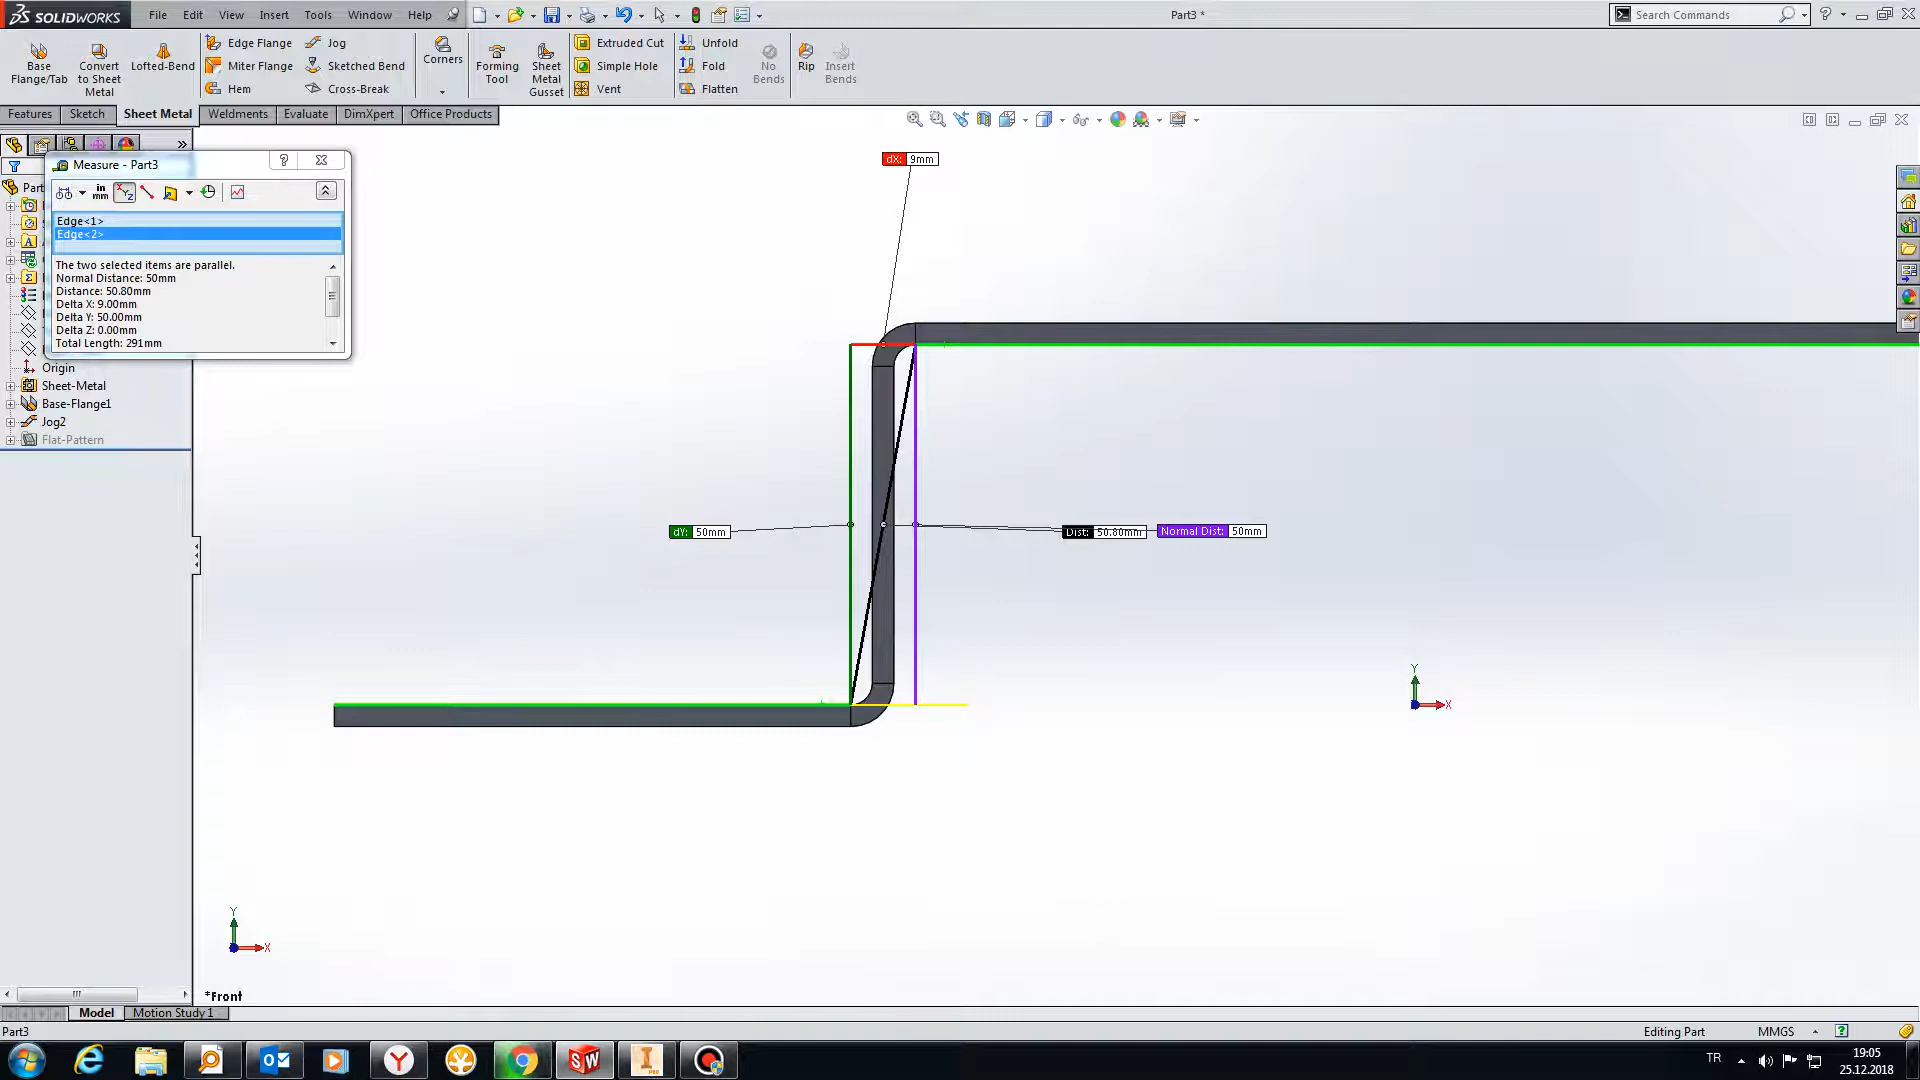 SOLIDWORKS File Edit View Insert Tools Window Help Part3 * Search Commands
Base Flange/Tab
Convert to Sheet Metal
Lofted-Bend
Edge Flange
Miter Flange
Hem
Jog
Sketched Bend
Cross-Break
Corners
Forming Tool
Sheet Metal Gusset
Extruded Cut
Simple Hole
Vent
Unfold
Fold
Flatten
No Bends
Rip
Insert Bends
Features Sketch Sheet Metal Weldments Evaluate DimXpert Office Products
Measure - Part3
in
mm
Edge<1>
Edge<2>
The two selected items are parallel.
Normal Distance: 50mm
Distance: 50.80mm
Delta X: 9.00mm
Delta Y: 50.00mm
Delta Z: 0.00mm
Total Length: 291mm
Part
Origin
Sheet-Metal
Base-Flange1
Jog2
Flat-Pattern
dX: 9mm
dY: 50mm
Dist: 50.80mm
Normal Dist: 50mm
Y
X
Y
X
*Front
Model Motion Study 1
Part3 Editing Part MMGS
TR 19:05
25.12.2018